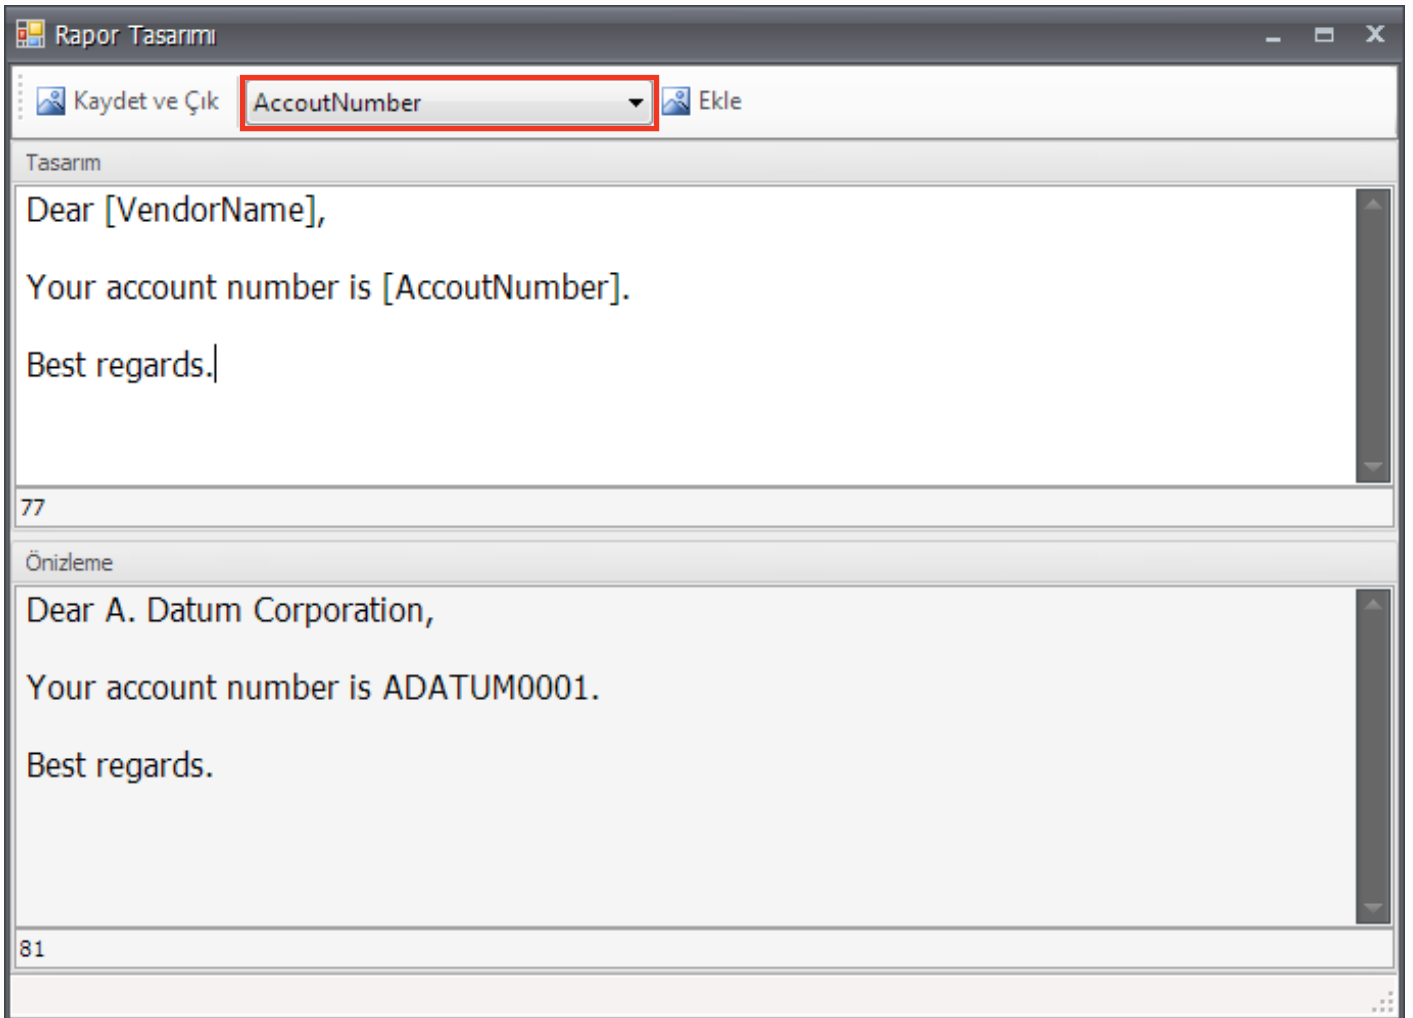 Rapor Tasarımı
Kaydet ve Çık AccoutNumber Ekle
Tasarım
Dear [VendorName],
Your account number is [AccoutNumber].
Best regards.
77
Önizleme
Dear A. Datum Corporation,
Your account number is ADATUM0001.
Best regards.
81